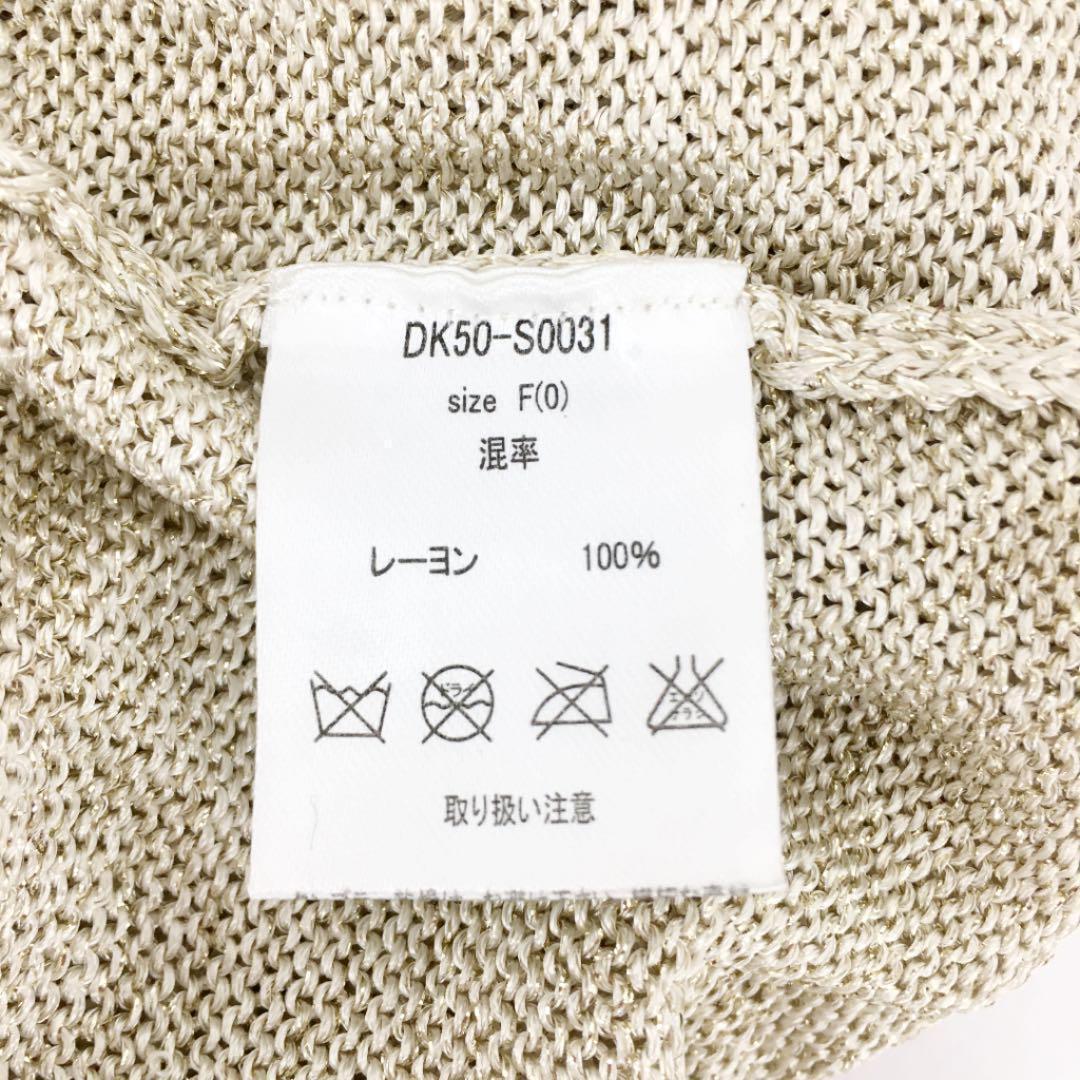 DK50-S0031
size F(0)
混率
レーヨン 100%
ドライ
エンソ
サラシ
取り扱い注意